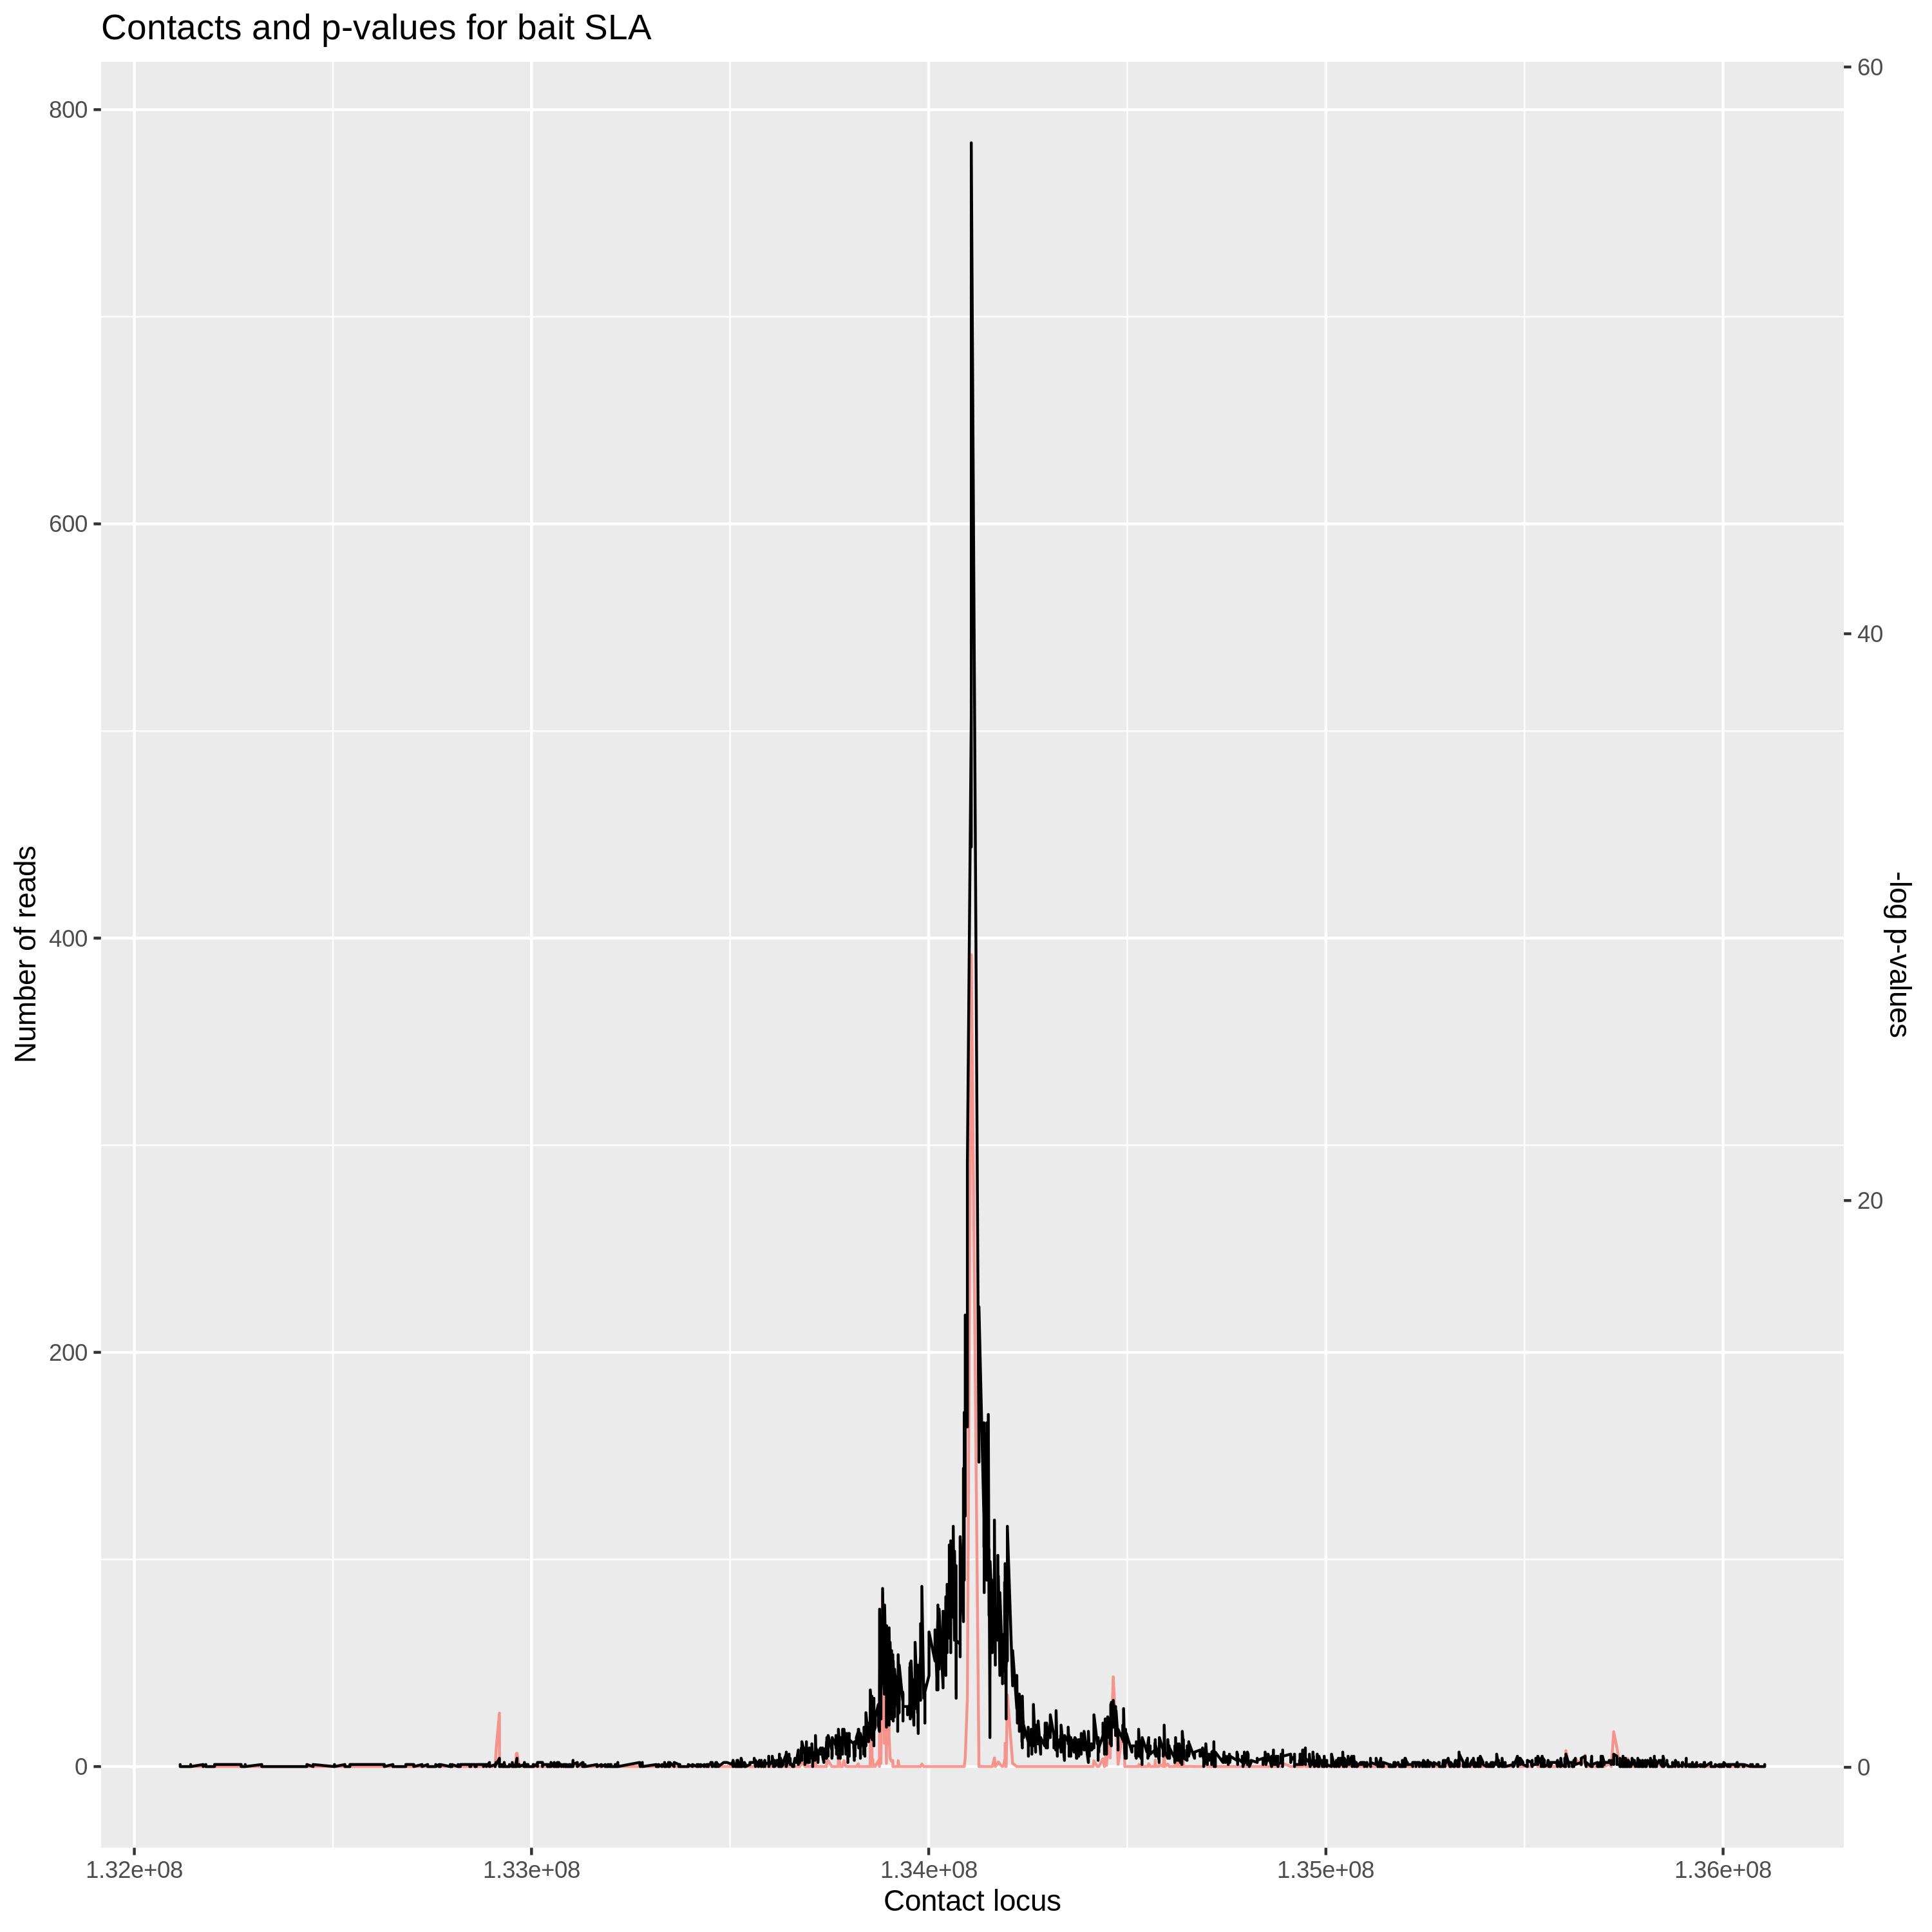 Contacts and p-values for bait SLA
800
600
400
200
0
Number of reads
60
40
20
0
-log p-values
1.32e+08
1.33e+08
1.34e+08
1.35e+08
1.36e+08
Contact locus